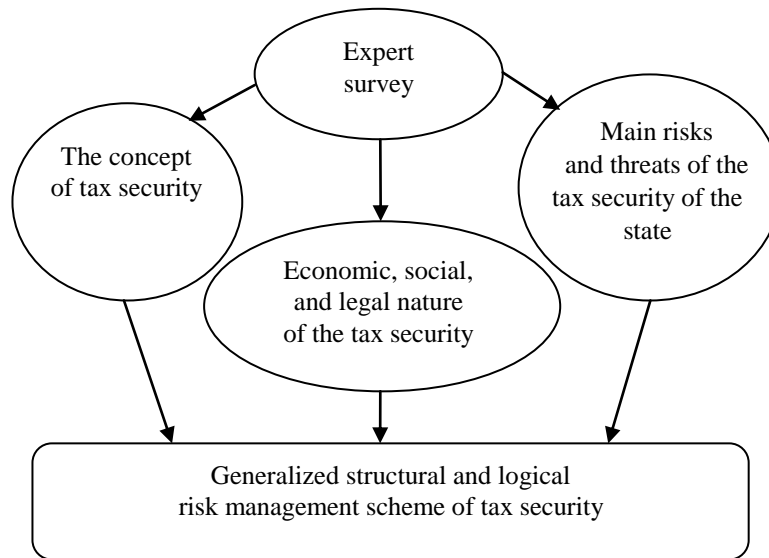 Expert
survey
The concept
of tax security
Main risks
and threats of the
tax security of the
state
Economic, social,
and legal nature
of the tax security
Generalized structural and logical
risk management scheme of tax security